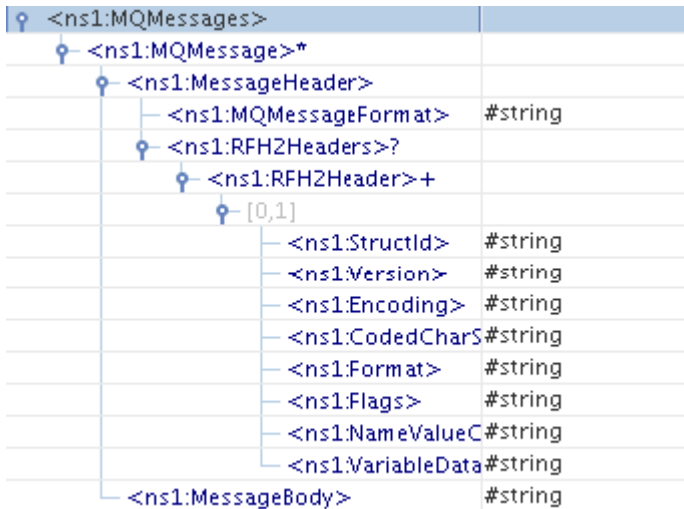 <ns1:MQMessages>
<ns1:MQMessage>*
<ns1:MessageHeader>
<ns1:MQMessageFormat> #string
<ns1:RFH2Headers>?
<ns1:RFH2Header>+
[0,1]
<ns1:StructId> #string
<ns1:Version> #string
<ns1:Encoding> #string
<ns1:CodedCharS #string
<ns1:Format> #string
<ns1:Flags> #string
<ns1:NameValueC #string
<ns1:VariableData #string
<ns1:MessageBody> #string